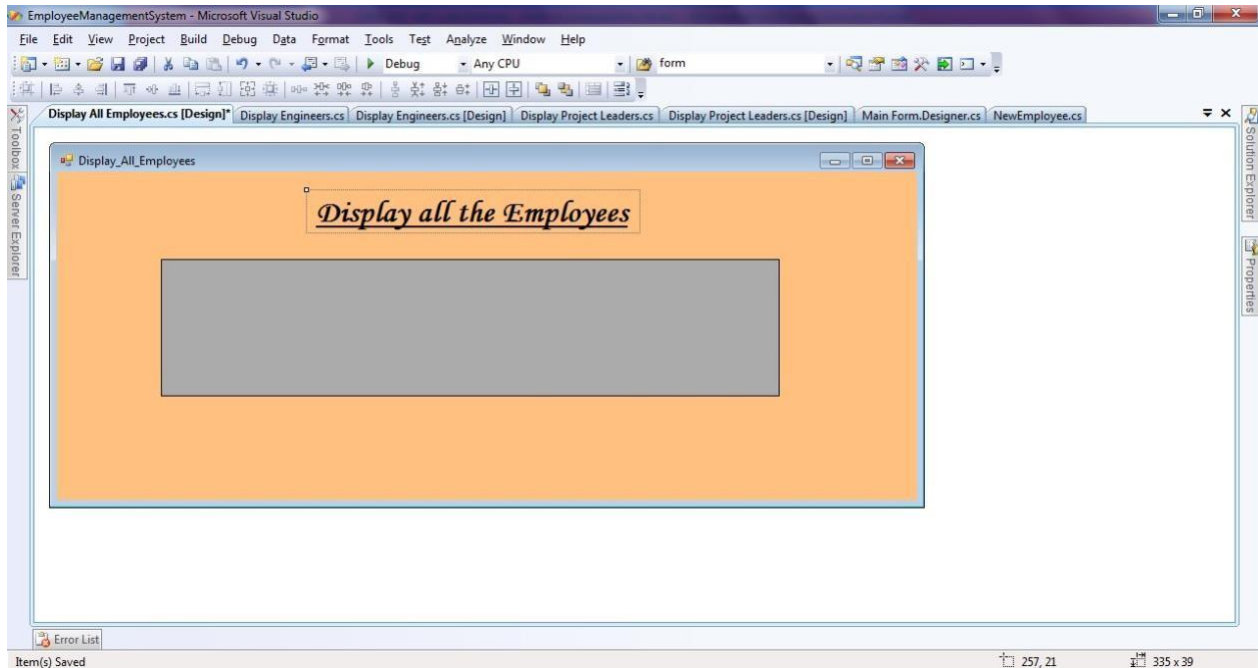 EmployeeManagementSystem - Microsoft Visual Studio
File Edit View Project Build Debug Data Format Tools Test Analyze Window Help
Debug Any CPU form
Display All Employees.cs [Design]* Display Engineers.cs Display Engineers.cs [Design] Display Project Leaders.cs Display Project Leaders.cs [Design] Main Form.Designer.cs NewEmployee.cs
Toolbox
Server Explorer
Solution Explorer
Properties
Display_All_Employees
Display all the Employees
Error List
Item(s) Saved 257, 21 335 x 39